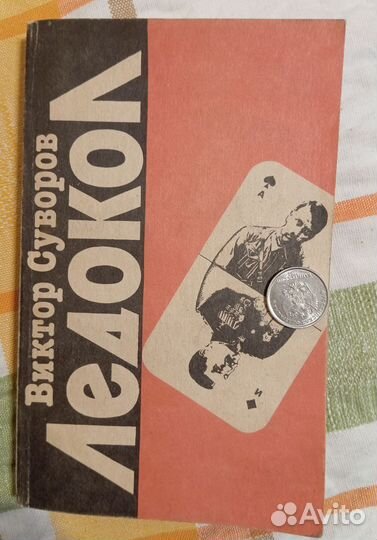 Виктор Суворов
Ледокол
А
И
Avito